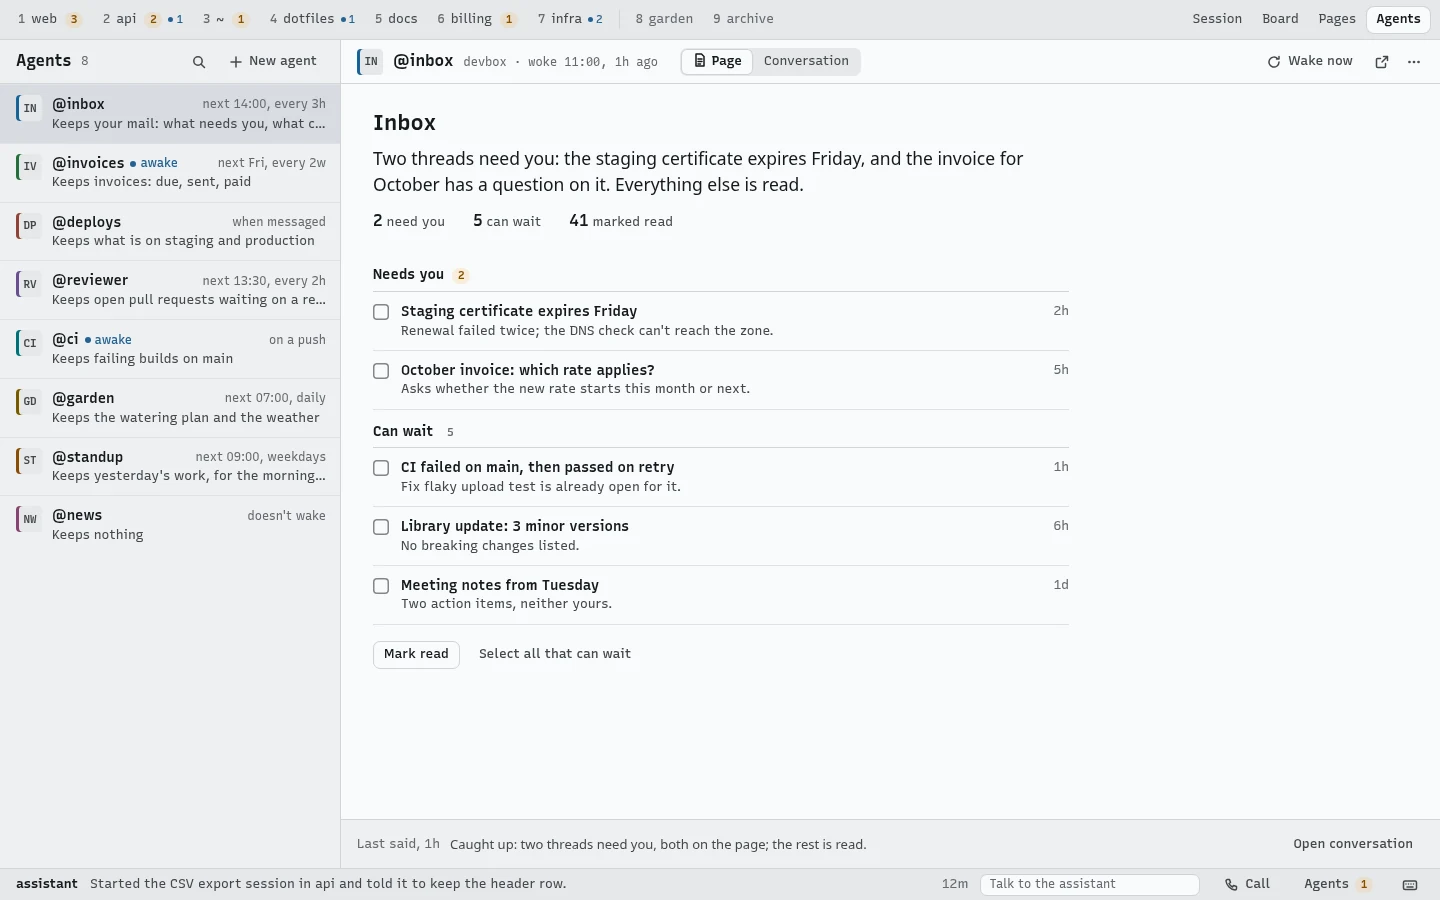 1 web 3 2 api 2 •1 3 ~ 1 4 dotfiles •1 5 docs 6 billing 1 7 infra •2 8 garden 9 archive Session Board Pages Agents
Agents 8 New agent
IN @inbox next 14:00, every 3h
Keeps your mail: what needs you, what c…
IV @invoices • awake next Fri, every 2w
Keeps invoices: due, sent, paid
DP @deploys when messaged
Keeps what is on staging and production
RV @reviewer next 13:30, every 2h
Keeps open pull requests waiting on a re…
CI @ci • awake on a push
Keeps failing builds on main
GD @garden next 07:00, daily
Keeps the watering plan and the weather
ST @standup next 09:00, weekdays
Keeps yesterday's work, for the morning…
NW @news doesn't wake
Keeps nothing
IN @inbox devbox · woke 11:00, 1h ago Page Conversation Wake now
Inbox
Two threads need you: the staging certificate expires Friday, and the invoice for
October has a question on it. Everything else is read.
2 need you 5 can wait 41 marked read
Needs you 2
Staging certificate expires Friday 2h
Renewal failed twice; the DNS check can't reach the zone.
October invoice: which rate applies? 5h
Asks whether the new rate starts this month or next.
Can wait 5
CI failed on main, then passed on retry 1h
Fix flaky upload test is already open for it.
Library update: 3 minor versions 6h
No breaking changes listed.
Meeting notes from Tuesday 1d
Two action items, neither yours.
Mark read Select all that can wait
Last said, 1h Caught up: two threads need you, both on the page; the rest is read. Open conversation
assistant Started the CSV export session in api and told it to keep the header row. 12m Talk to the assistant Call Agents 1